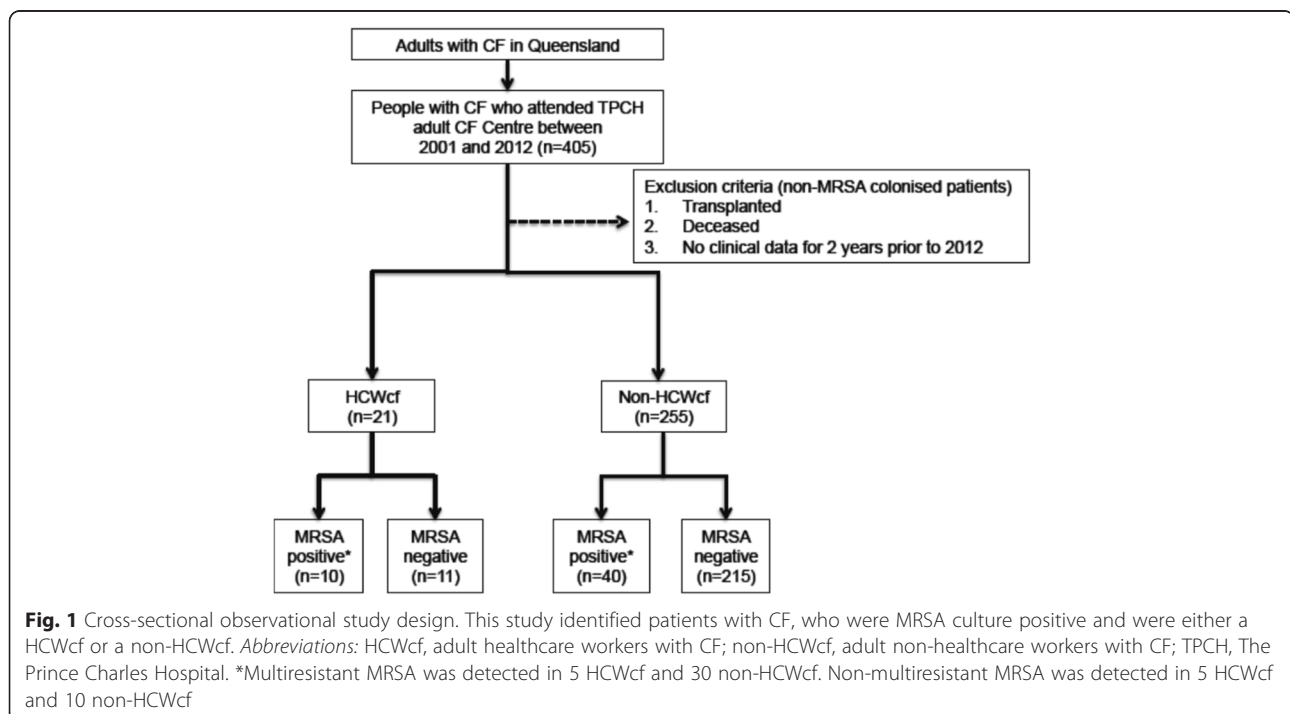 Adults with CF in Queensland
People with CF who attended TPCH
adult CF Centre between
2001 and 2012 (n=405)
Exclusion criteria (non-MRSA colonised patients)
1. Transplanted
2. Deceased
3. No clinical data for 2 years prior to 2012
HCWcf
(n=21)
Non-HCWcf
(n=255)
MRSA
positive*
(n=10)
MRSA
negative
(n=11)
MRSA
positive*
(n=40)
MRSA
negative
(n=215)
Fig. 1 Cross-sectional observational study design. This study identified patients with CF, who were MRSA culture positive and were either a
HCWcf or a non-HCWcf. Abbreviations: HCWcf, adult healthcare workers with CF; non-HCWcf, adult non-healthcare workers with CF; TPCH, The
Prince Charles Hospital. *Multiresistant MRSA was detected in 5 HCWcf and 30 non-HCWcf. Non-multiresistant MRSA was detected in 5 HCWcf
and 10 non-HCWcf